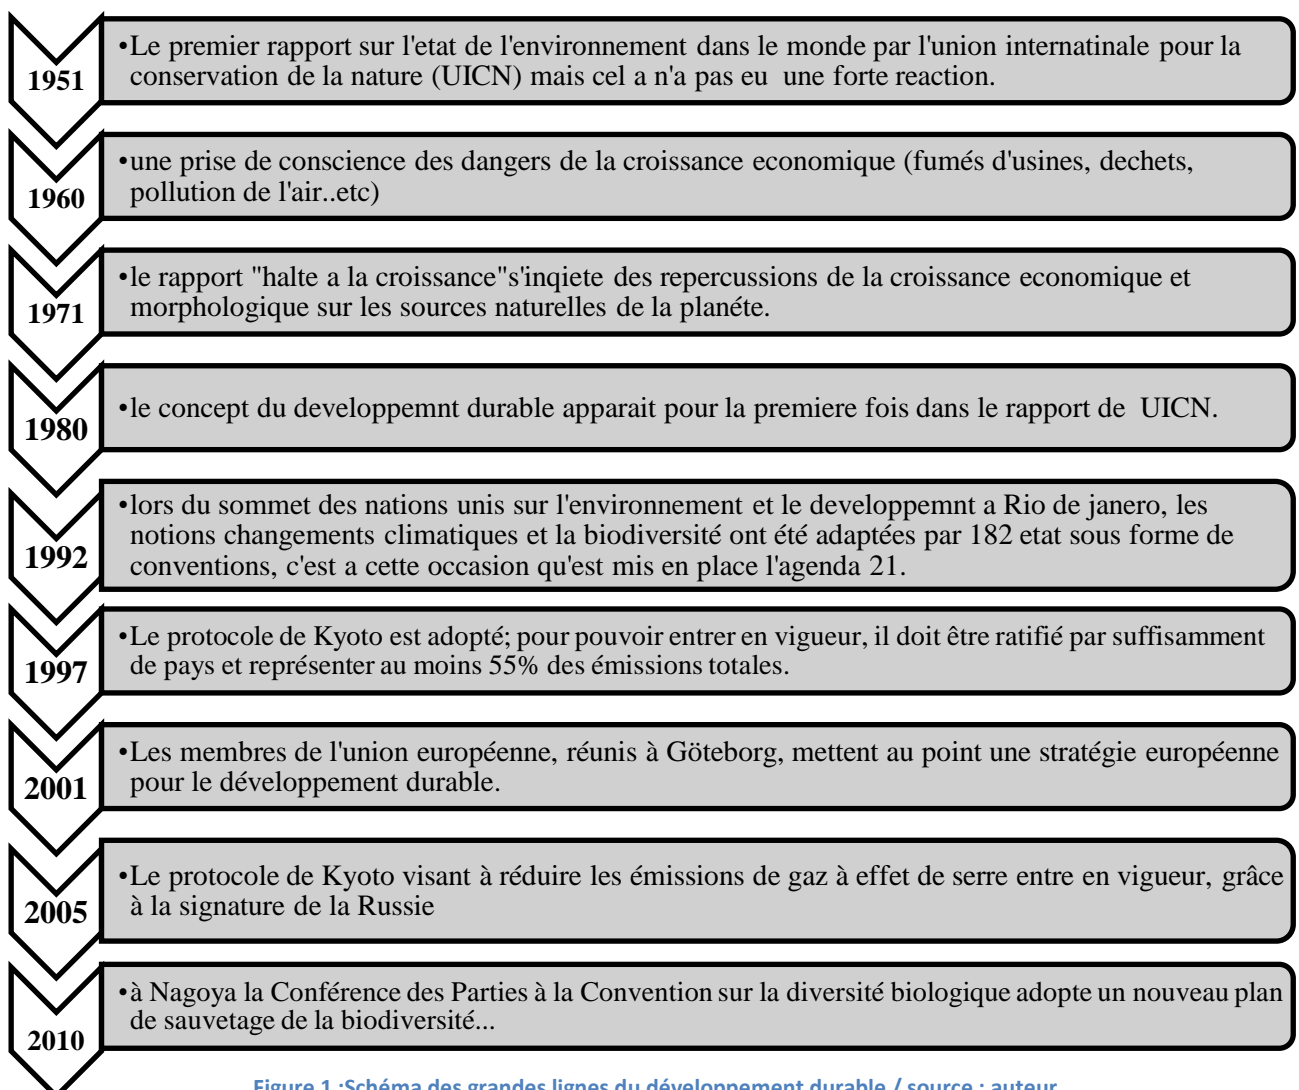 1951
•Le premier rapport sur l'etat de l'environnement dans le monde par l'union internatinale pour la
conservation de la nature (UICN) mais cel a n'a pas eu une forte reaction.
1960
•une prise de conscience des dangers de la croissance economique (fumés d'usines, dechets,
pollution de l'air..etc)
1971
•le rapport "halte a la croissance"s'inqiete des repercussions de la croissance economique et
morphologique sur les sources naturelles de la planéte.
1980
•le concept du developpemnt durable apparait pour la premiere fois dans le rapport de UICN.
1992
•lors du sommet des nations unis sur l'environnement et le developpemnt a Rio de janero, les
notions changements climatiques et la biodiversité ont été adaptées par 182 etat sous forme de
conventions, c'est a cette occasion qu'est mis en place l'agenda 21.
1997
•Le protocole de Kyoto est adopté; pour pouvoir entrer en vigueur, il doit être ratifié par suffisamment
de pays et représenter au moins 55% des émissions totales.
2001
•Les membres de l'union européenne, réunis à Göteborg, mettent au point une stratégie européenne
pour le développement durable.
2005
•Le protocole de Kyoto visant à réduire les émissions de gaz à effet de serre entre en vigueur, grâce
à la signature de la Russie
2010
•à Nagoya la Conférence des Parties à la Convention sur la diversité biologique adopte un nouveau plan
de sauvetage de la biodiversité...
Figure 1 :Schéma des grandes lignes du développement durable / source : auteur